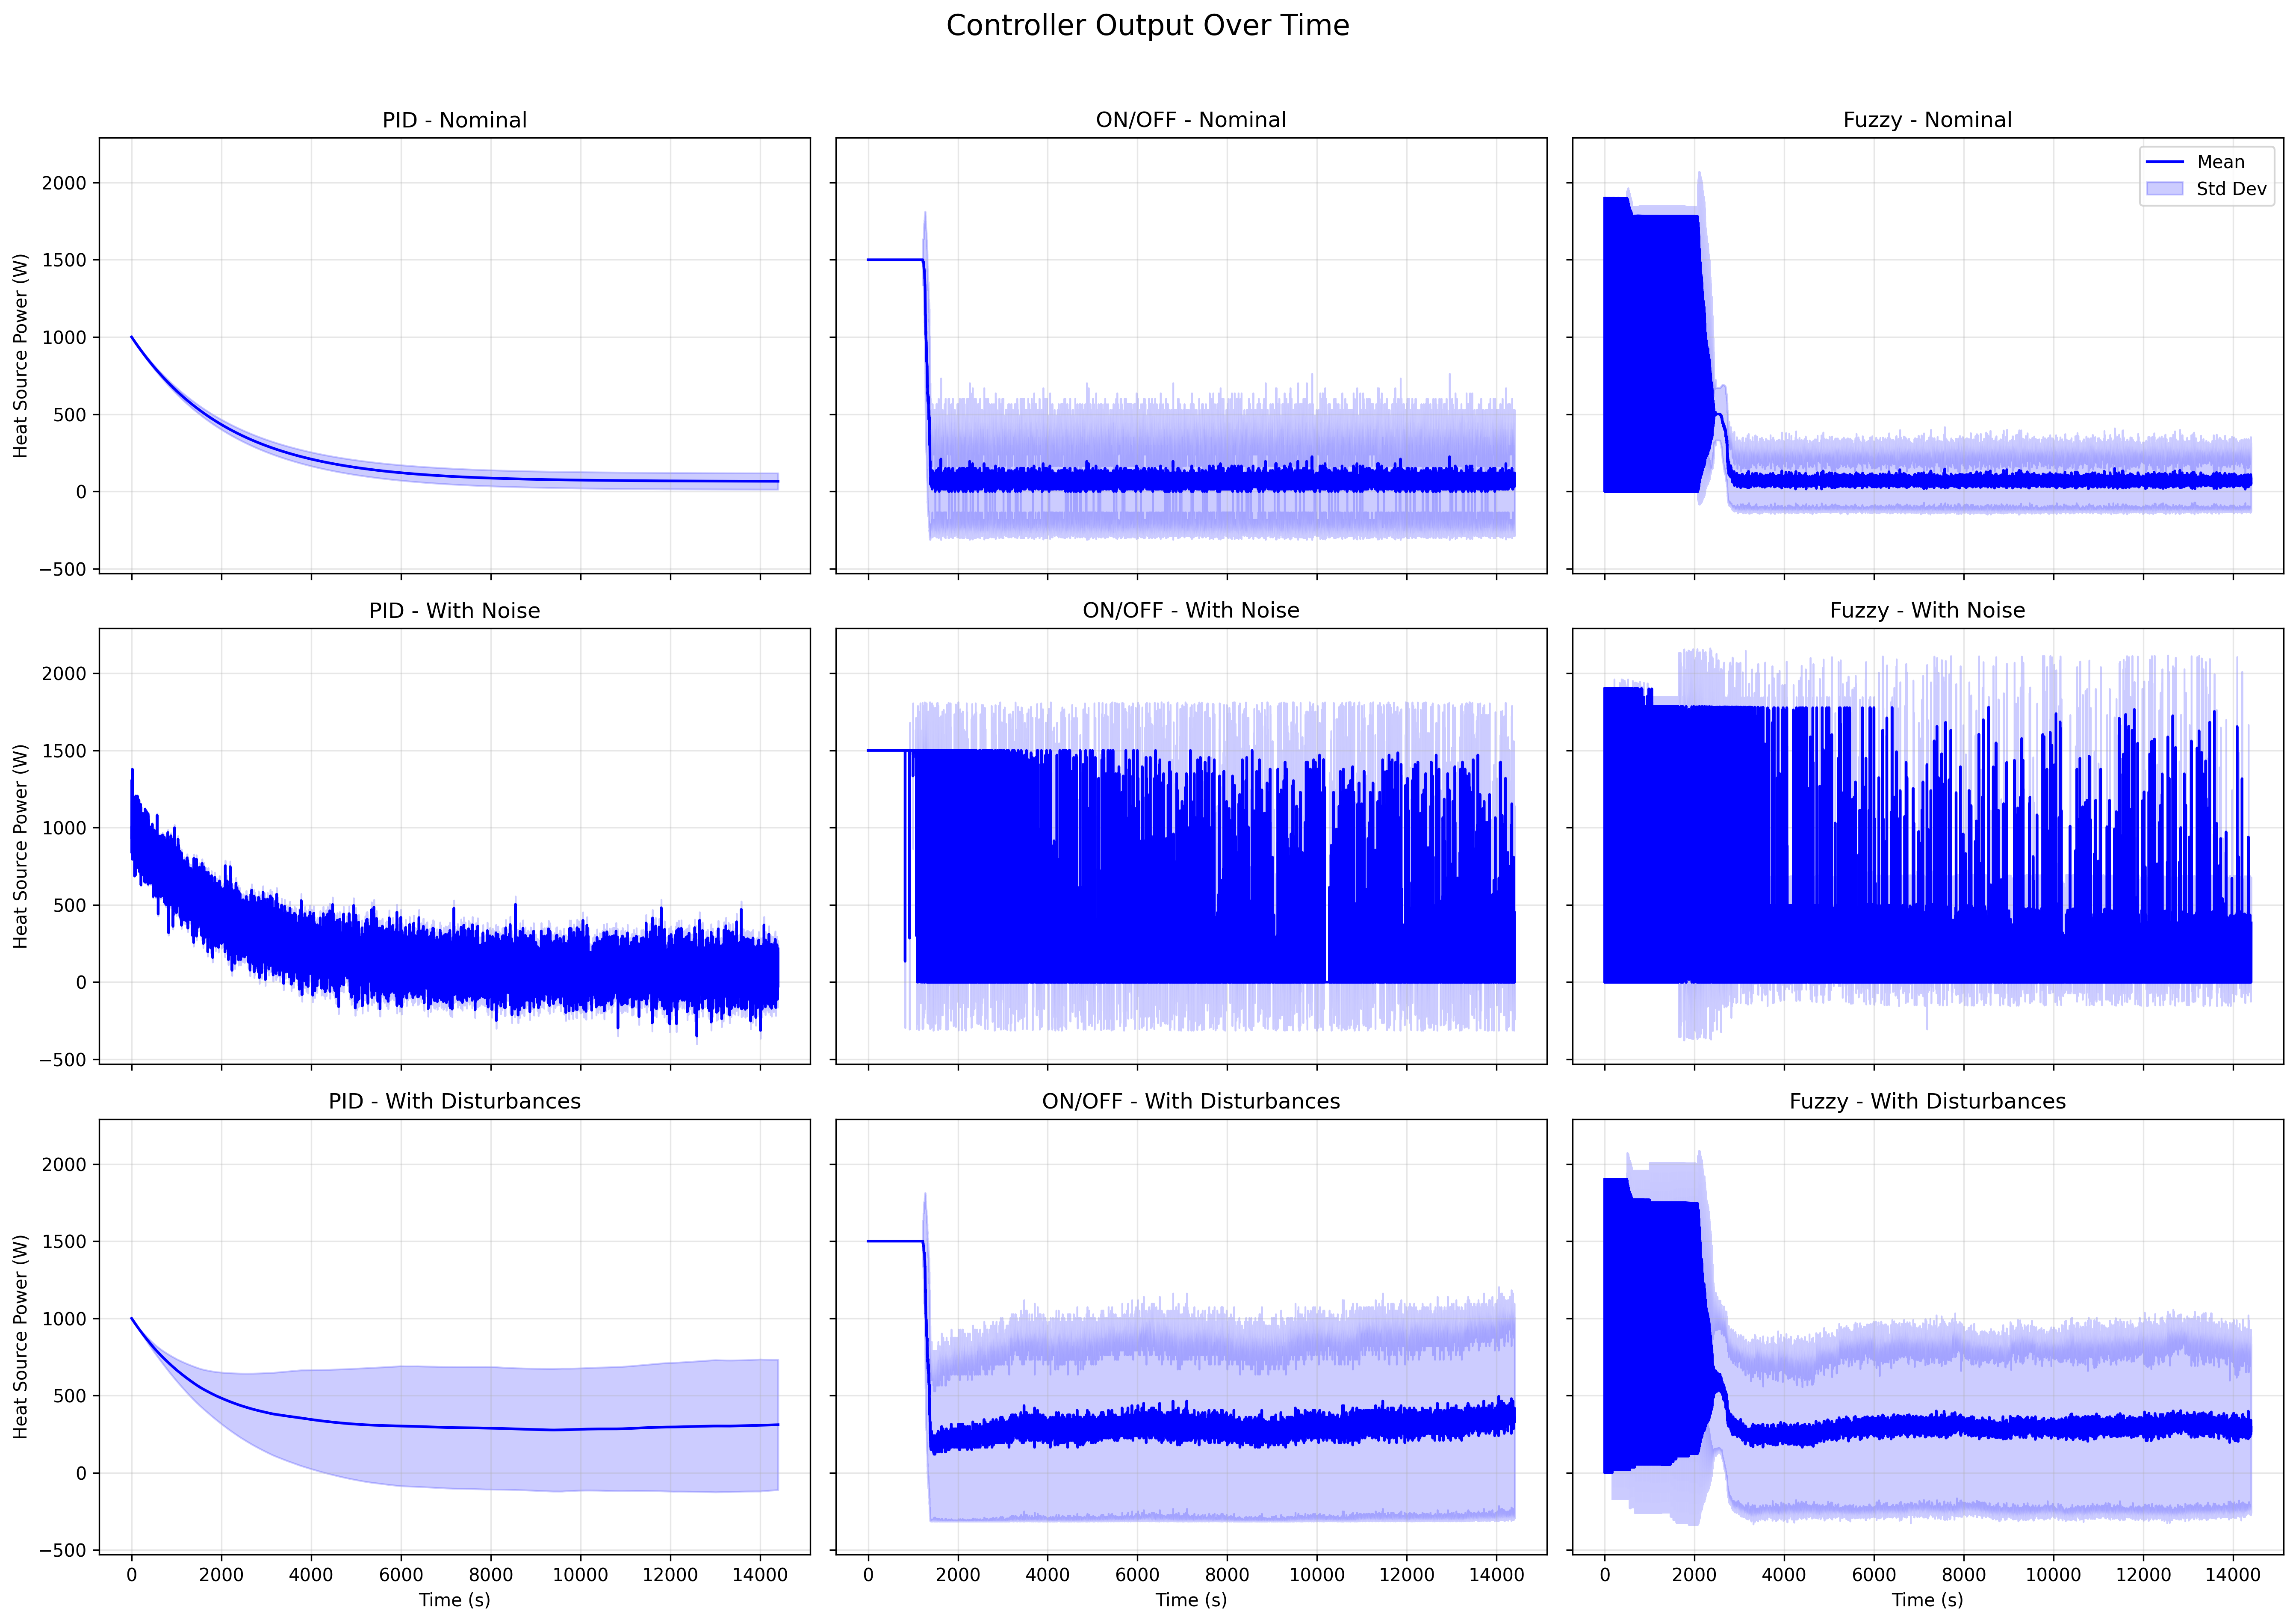 Controller Output Over Time
PID - Nominal
ON/OFF - Nominal
Fuzzy - Nominal
Mean
Std Dev
Heat Source Power (W)
2000
1500
1000
500
0
−500
PID - With Noise
ON/OFF - With Noise
Fuzzy - With Noise
Heat Source Power (W)
2000
1500
1000
500
0
−500
PID - With Disturbances
ON/OFF - With Disturbances
Fuzzy - With Disturbances
Heat Source Power (W)
2000
1500
1000
500
0
−500
0 2000 4000 6000 8000 10000 12000 14000
0 2000 4000 6000 8000 10000 12000 14000
0 2000 4000 6000 8000 10000 12000 14000
Time (s)
Time (s)
Time (s)